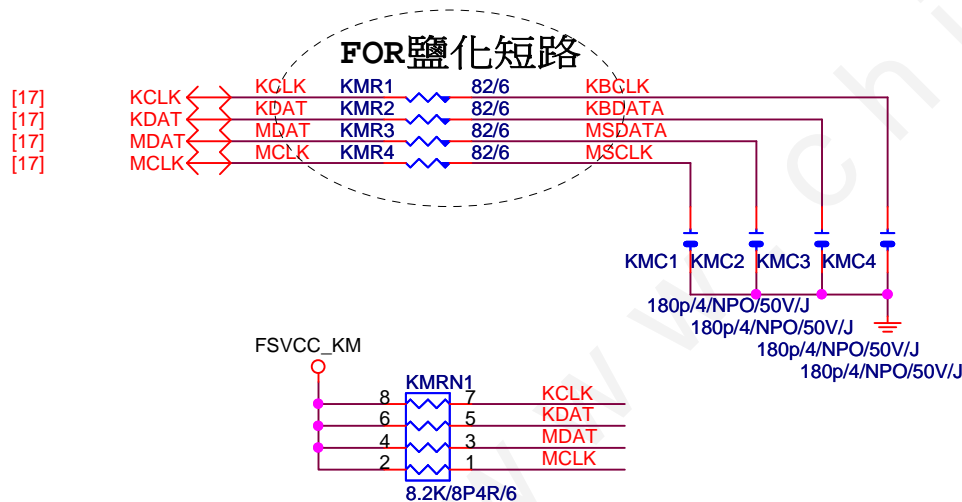 FOR鹽化短路
[17] KCLK KCLK KMR1 82/6 KBCLK
[17] KDAT KDAT KMR2 82/6 KBDATA
[17] MDAT MDAT KMR3 82/6 MSDATA
[17] MCLK MCLK KMR4 82/6 MSCLK
KMC1 KMC2 KMC3 KMC4
180p/4/NPO/50V/J
180p/4/NPO/50V/J
180p/4/NPO/50V/J
180p/4/NPO/50V/J
FSVCC_KM
KMRN1
8 7 KCLK
6 5 KDAT
4 3 MDAT
2 1 MCLK
8.2K/8P4R/6
w w w . c h i